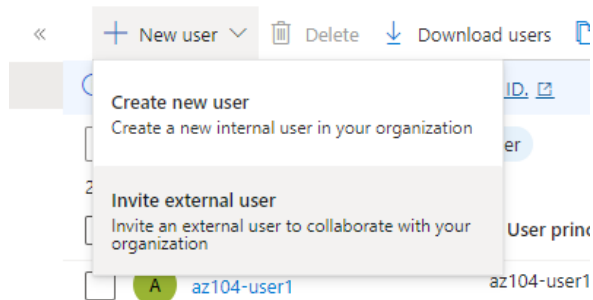 « + New user Delete Download users
Create new user
ID.
Create a new internal user in your organization
er
2
Invite external user
Invite an external user to collaborate with your
organization
User princ
A az104-user1 az104-user1